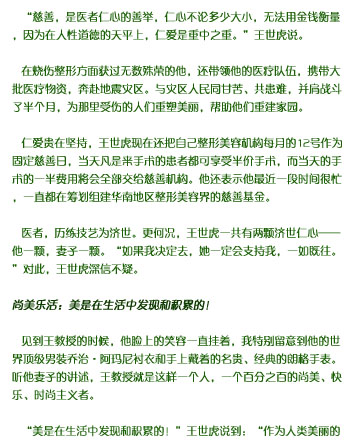 “慈善，是医者仁心的善举，仁心不论多少大小，无法用金钱衡量
，因为在人性道德的天平上，仁爱是重中之重。”王世虎说。
在烧伤整形方面获过无数殊荣的他，还带领他的医疗队伍，携带大
批医疗物资，奔赴地震灾区。与灾区人民同甘苦、共患难，并肩战斗
了半个月，为那里受伤的人们重塑美丽，帮助他们重建家园。
仁爱贵在坚持，王世虎现在还把自己整形美容机构每月的12号作为
固定慈善日，当天凡是来手术的患者都可享受半价手术，而当天的手
术的一半费用将会全部交给慈善机构。他还表示他最近一段时间很忙
，一直都在筹划组建华南地区整形美容界的慈善基金。
医者，历练技艺为济世。更何况，王世虎一共有两颗济世仁心——
他一颗，妻子一颗。“如果我决定去，她一定会支持我，一如既往。
”对此，王世虎深信不疑。
尚美乐活：美是在生活中发现和积累的！
见到王教授的时候，他脸上的笑容一直挂着，我特别留意到他的世
界顶级男装乔治·阿玛尼衬衣和手上戴着的名贵、经典的朗格手表。
听他妻子的讲述，王教授就是这样一个人，一个百分之百的尚美、快
乐、时尚主义者。
“美是在生活中发现和积累的！”王世虎说到：“作为人类美丽的